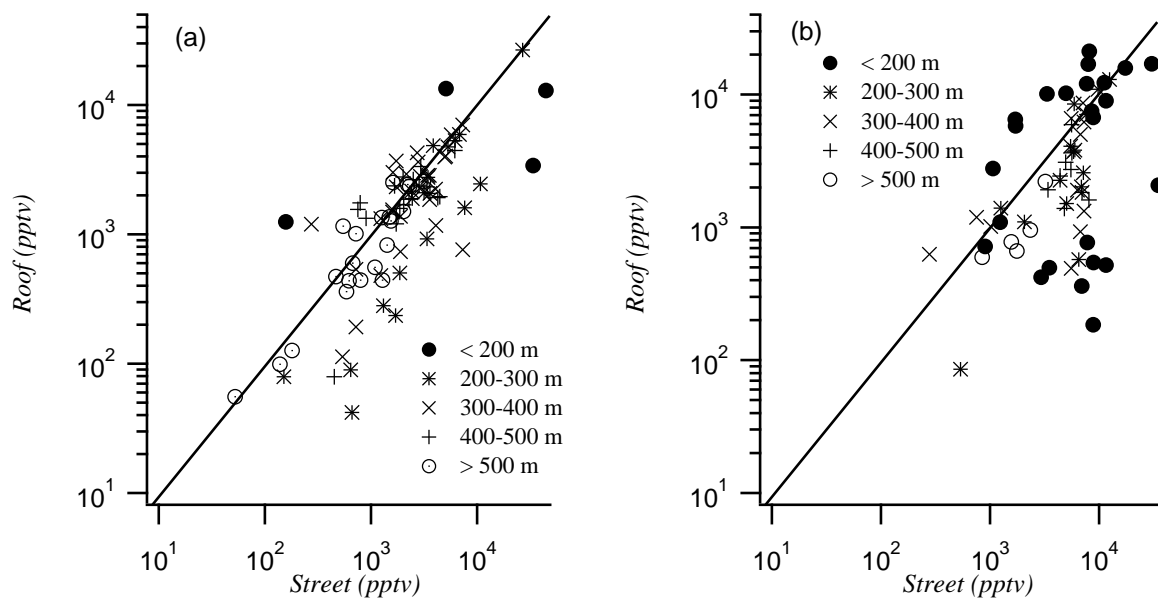 (a)
10^4
10^3
10^2
10^1
Roof (pptv)
< 200 m
200-300 m
300-400 m
400-500 m
> 500 m
10^1 10^2 10^3 10^4
Street (pptv)
(b)
< 200 m
200-300 m
300-400 m
400-500 m
> 500 m
10^4
10^3
10^2
10^1
Roof (pptv)
10^1 10^2 10^3 10^4
Street (pptv)